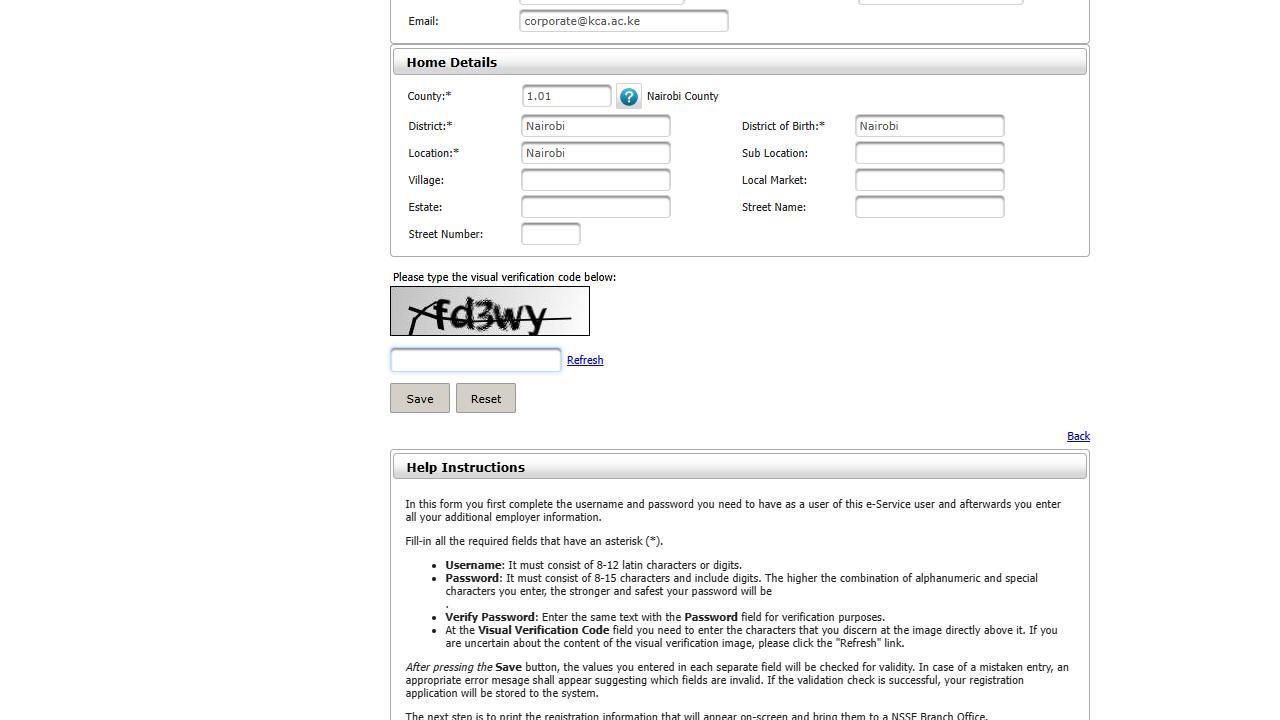 Email: corporate@kca.ac.ke
Home Details
County:* 1.01 ? Nairobi County
District:* Nairobi District of Birth:* Nairobi
Location:* Nairobi Sub Location:
Village: Local Market:
Estate: Street Name:
Street Number:
Please type the visual verification code below:
fd3wy
Refresh
Save Reset
Back
Help Instructions
In this form you first complete the username and password you need to have as a user of this e-Service user and afterwards you enter
all your additional employer information.
Fill-in all the required fields that have an asterisk (*).
• Username: It must consist of 8-12 latin characters or digits.
• Password: It must consist of 8-15 characters and include digits. The higher the combination of alphanumeric and special
characters you enter, the stronger and safest your password will be
.
• Verify Password: Enter the same text with the Password field for verification purposes.
• At the Visual Verification Code field you need to enter the characters that you discern at the image directly above it. If you
are uncertain about the content of the visual verification image, please click the "Refresh" link.
After pressing the Save button, the values you entered in each separate field will be checked for validity. In case of a mistaken entry, an
appropriate error mesage shall appear suggesting which fields are invalid. If the validation check is successful, your registration
application will be stored to the system.
The next step is to print the registration information that will appear on-screen and bring them to a NSSF Branch Office.